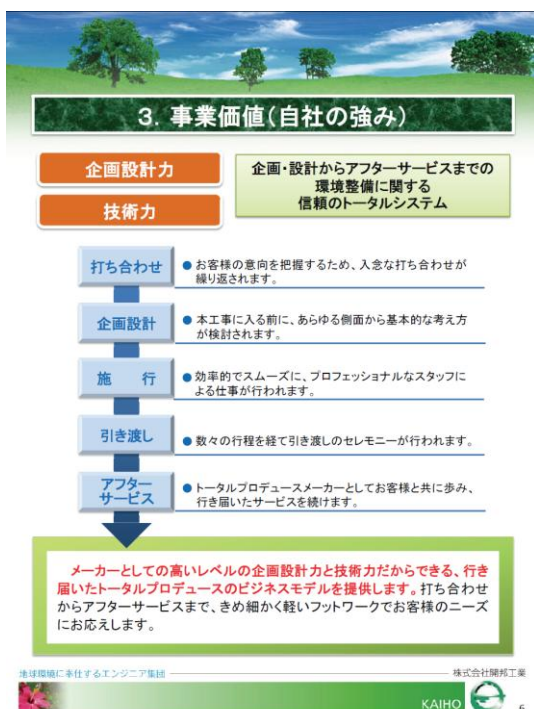 3．事業価値（自社の強み）
企画設計力
技術力
企画・設計からアフターサービスまでの
環境整備に関する
信頼のトータルシステム
打ち合わせ
●お客様の意向を把握するため、入念な打ち合わせが
繰り返されます。
企画設計
●本工事に入る前に、あらゆる側面から基本的な考え方
が検討されます。
施　行
●効率的でスムーズに、プロフェッショナルなスタッフに
よる仕事が行われます。
引き渡し
●数々の行程を経て引き渡しのセレモニーが行われます。
アフター
サービス
●トータルプロデュースメーカーとしてお客様と共に歩み、
行き届いたサービスを続けます。
メーカーとしての高いレベルの企画設計力と技術力だからできる、行き
届いたトータルプロデュースのビジネスモデルを提供します。打ち合わせ
からアフターサービスまで、きめ細かく軽いフットワークでお客様のニーズ
にお応えします。
地球環境に奉仕するエンジニア集団
株式会社開邦工業
KAIHO
6